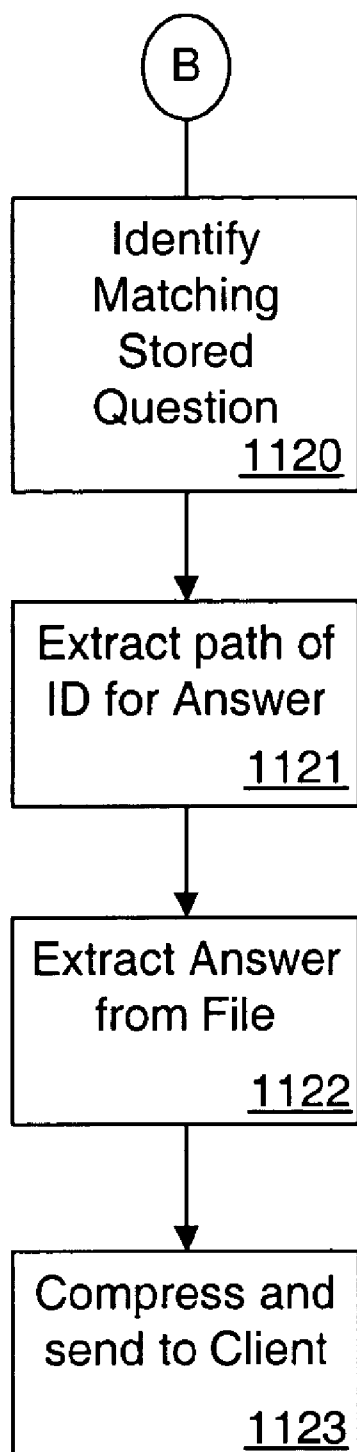 B
Identify
Matching
Stored
Question
1120
Extract path of
ID for Answer
1121
Extract Answer
from File
1122
Compress and
send to Client
1123